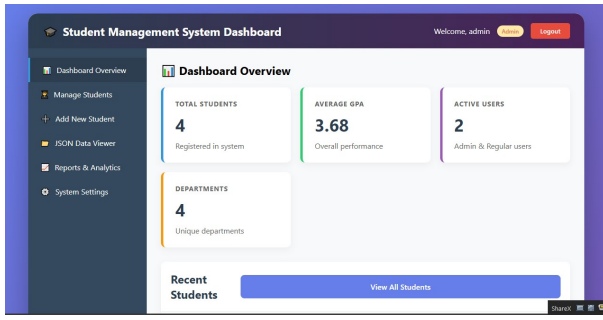 Student Management System Dashboard
Welcome, admin Admin Logout
Dashboard Overview
Manage Students
Add New Student
JSON Data Viewer
Reports & Analytics
System Settings
Dashboard Overview
TOTAL STUDENTS
4
Registered in system
AVERAGE GPA
3.68
Overall performance
ACTIVE USERS
2
Admin & Regular users
DEPARTMENTS
4
Unique departments
Recent
Students
View All Students
ShareX